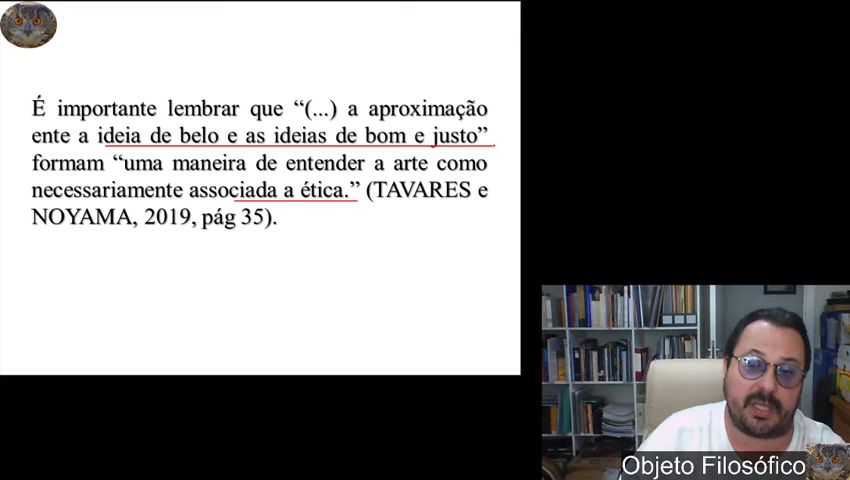 É importante lembrar que “(...) a aproximação
ente a ideia de belo e as ideias de bom e justo”
formam “uma maneira de entender a arte como
necessariamente associada a ética.” (TAVARES e
NOYAMA, 2019, pág 35).
Objeto Filosófico